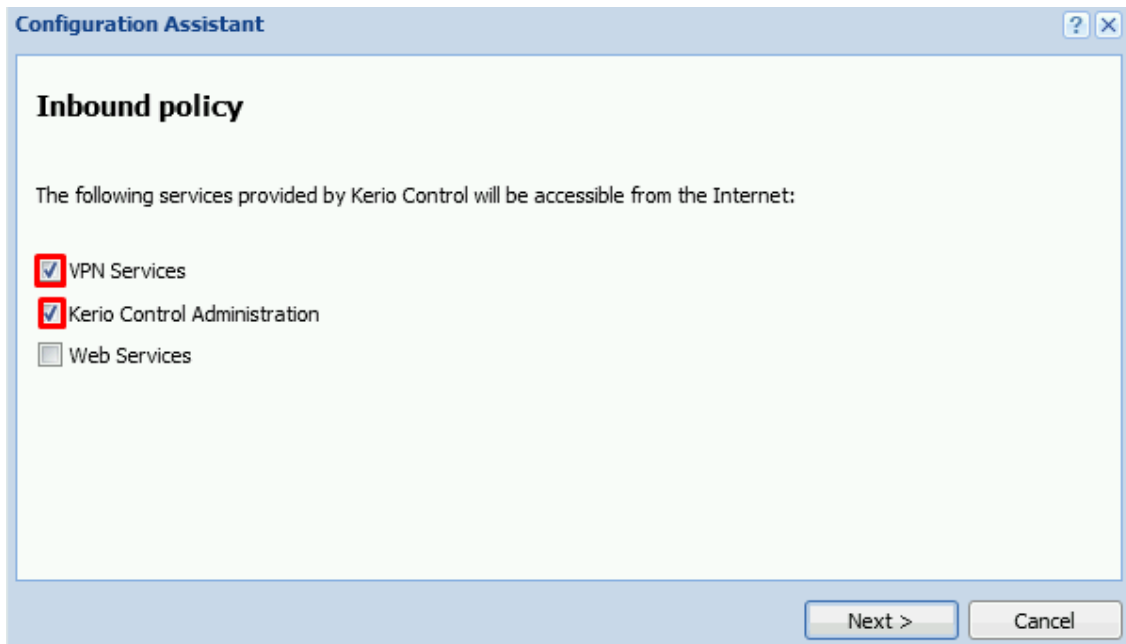 Configuration Assistant
?
Inbound policy
The following services provided by Kerio Control will be accessible from the Internet:
VPN Services
Kerio Control Administration
Web Services
Next >
Cancel